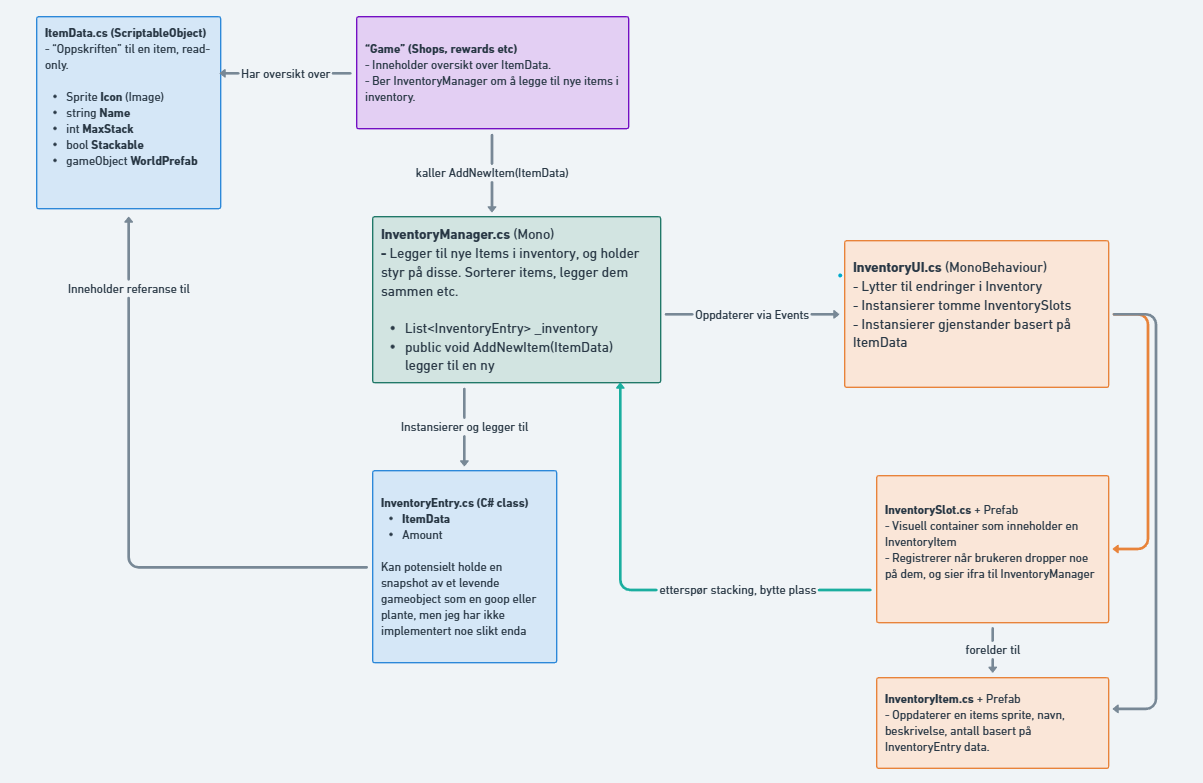 ItemData.cs (ScriptableObject)
- “Oppskriften” til en item, read-
only.
• Sprite Icon (Image)
• string Name
• int MaxStack
• bool Stackable
• gameObject WorldPrefab
Har oversikt over
“Game” (Shops, rewards etc)
- Inneholder oversikt over ItemData.
- Ber InventoryManager om å legge til nye items i
inventory.
kaller AddNewItem(ItemData)
InventoryManager.cs (Mono)
- Legger til nye Items i inventory, og holder
styr på disse. Sorterer items, legger dem
sammen etc.
• List<InventoryEntry> _inventory
• public void AddNewItem(ItemData)
legger til en ny
Oppdaterer via Events
InventoryUI.cs (MonoBehaviour)
- Lytter til endringer i Inventory
- Instansierer tomme InventorySlots
- Instansierer gjenstander basert på
ItemData
Inneholder referanse til
Instansierer og legger til
InventoryEntry.cs (C# class)
• ItemData
• Amount
Kan potensielt holde en
snapshot av et levende
gameobject som en goop eller
plante, men jeg har ikke
implementert noe slikt enda
etterspør stacking, bytte plass
InventorySlot.cs + Prefab
- Visuell container som inneholder en
InventoryItem
- Registrerer når brukeren dropper noe
på dem, og sier ifra til InventoryManager
forelder til
InventoryItem.cs + Prefab
- Oppdaterer en items sprite, navn,
beskrivelse, antall basert på
InventoryEntry data.